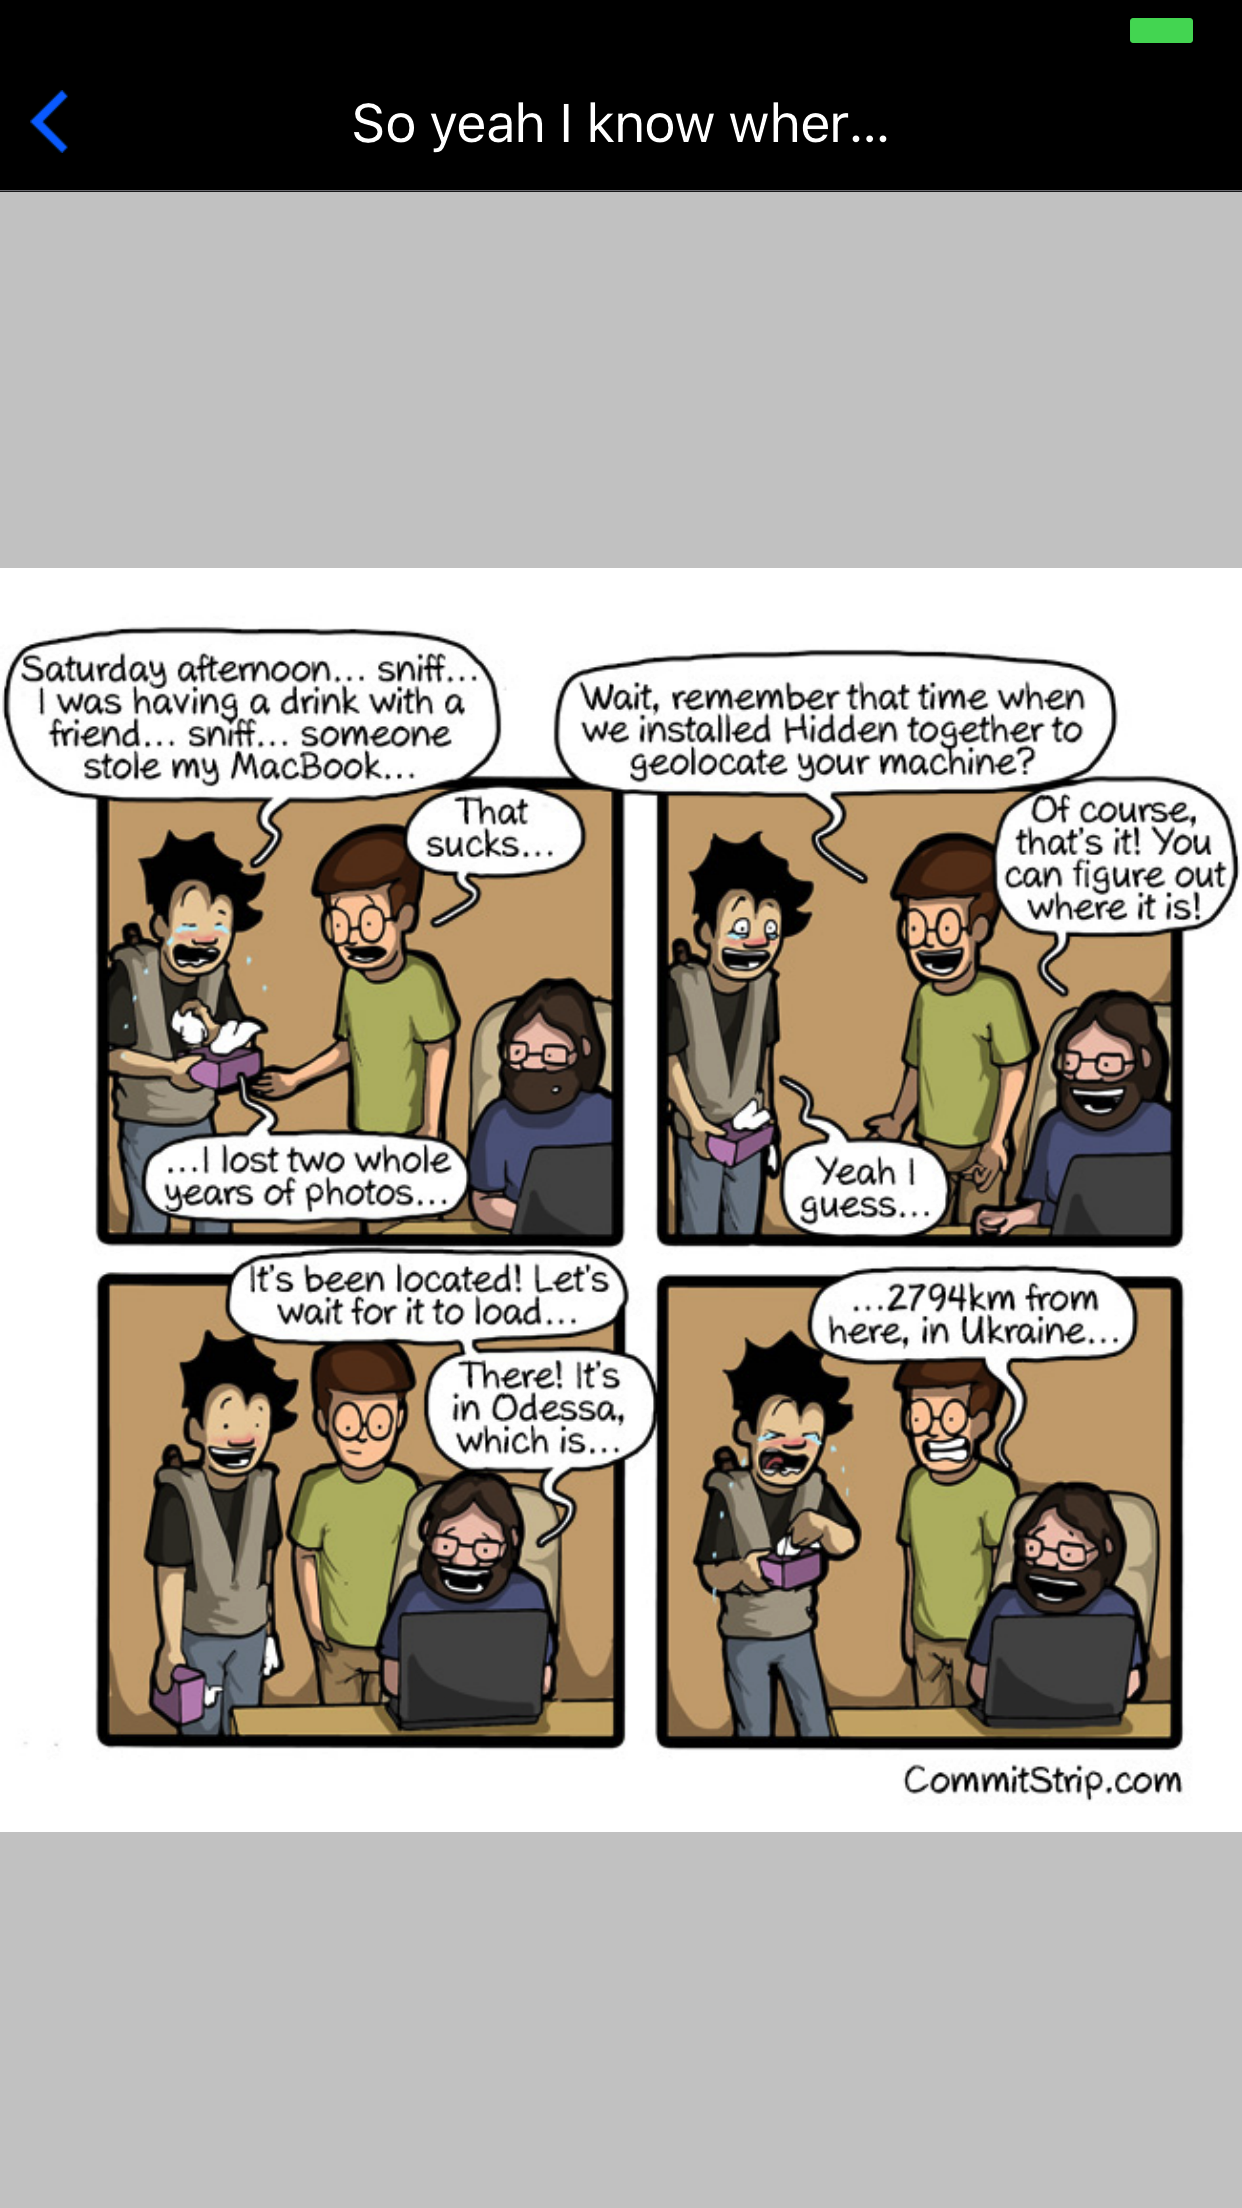 So yeah I know wher...
Saturday afternoon... sniff...
I was having a drink with a
friend... sniff... someone
stole my MacBook...
That
sucks...
...I lost two whole
years of photos...
Wait, remember that time when
we installed Hidden together to
geolocate your machine?
Of course,
that's it! You
can figure out
where it is!
Yeah I
guess...
It's been located! Let's
wait for it to load...
There! It's
in Odessa,
which is...
...2794km from
here, in Ukraine...
CommitStrip.com